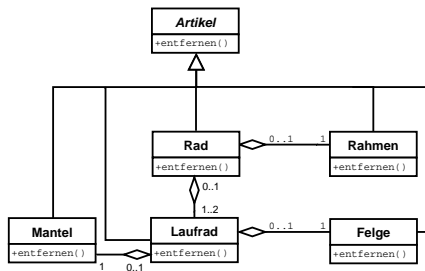 Artikel
+entfernen()
Rad
+entfernen()
0..1
1
Rahmen
+entfernen()
0..1
1..2
Mantel
+entfernen()
1
0..1
Laufrad
+entfernen()
0..1
1
Felge
+entfernen()